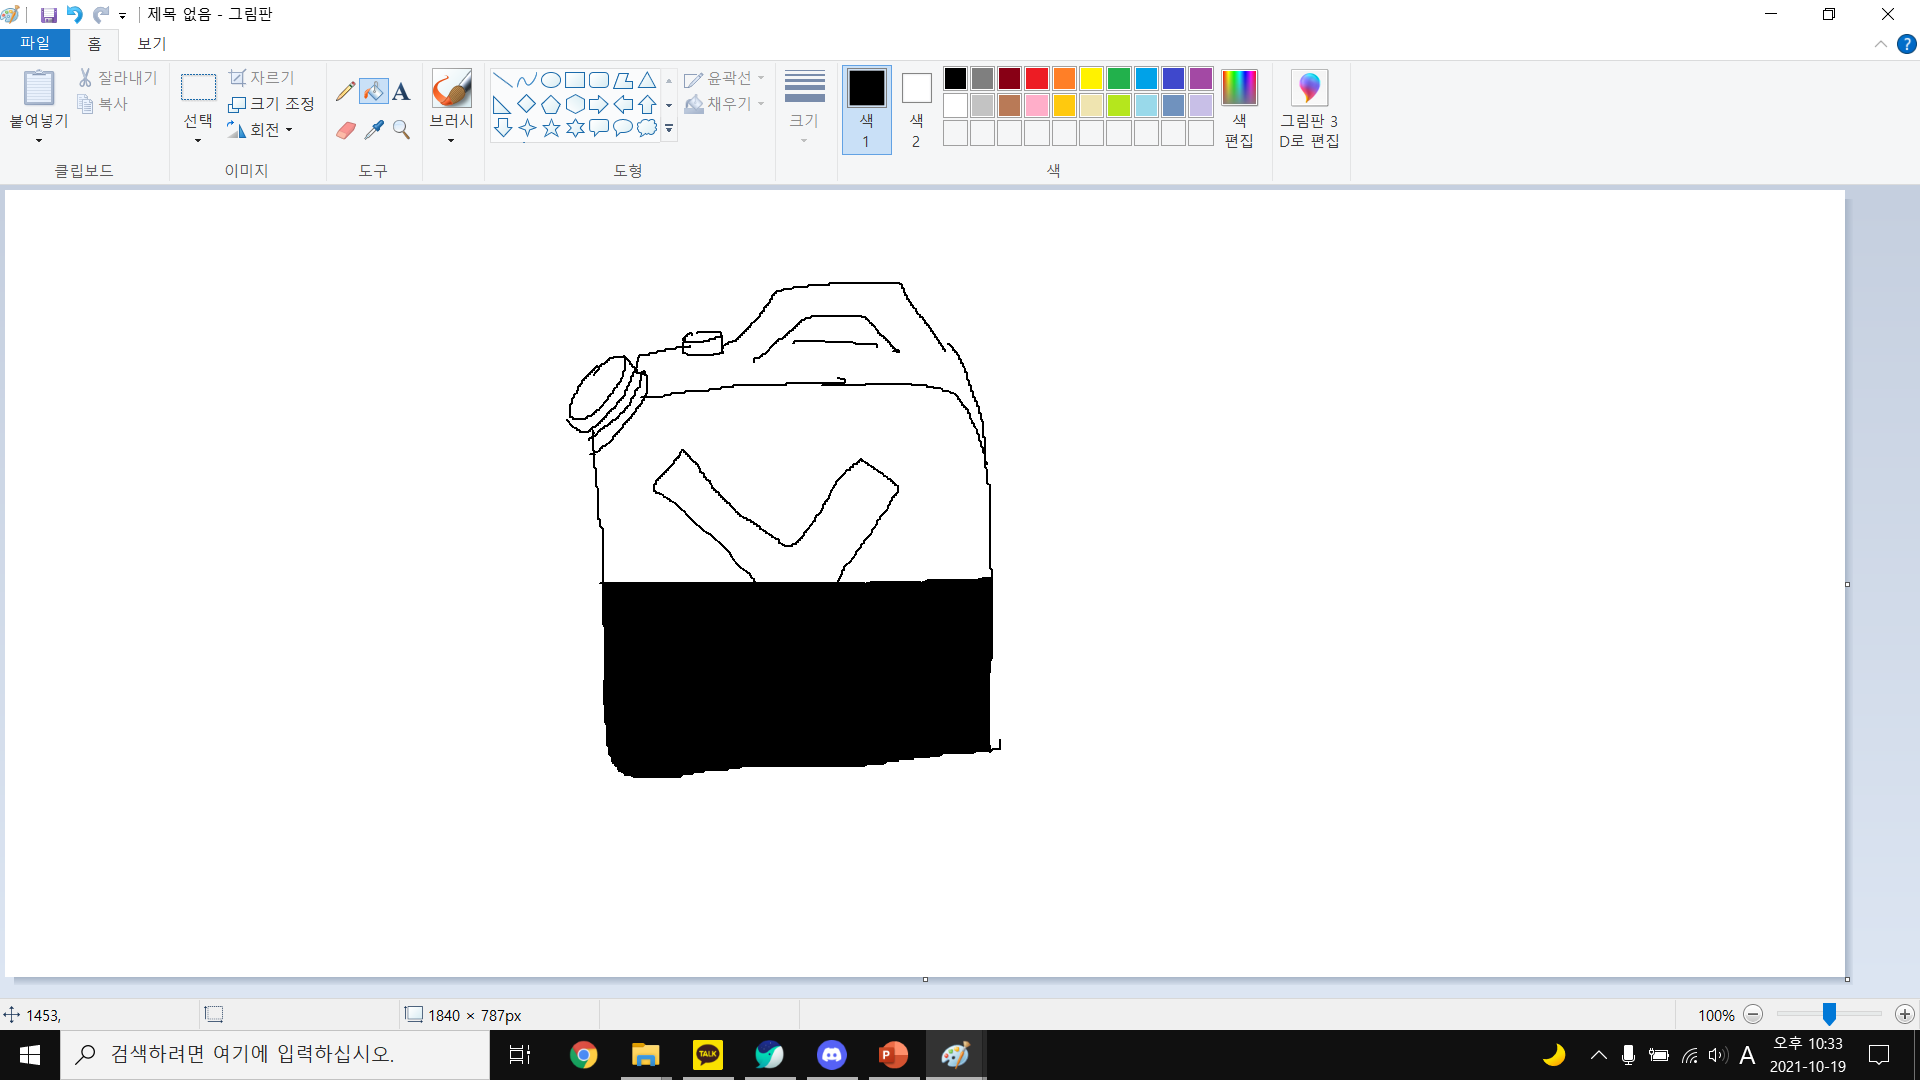 제목 없음 - 그림판
파일
홈
보기
?
붙여넣기
잘라내기
복사
클립보드
선택
자르기
크기 조정
회전
이미지
A
도구
브러시
윤곽선
채우기
도형
크기
색
1
색
2
색
편집
색
그림판 3
D로 편집
1453,
1840 × 787px
100%
검색하려면 여기에 입력하십시오.
TALK
P
A
오후 10:33
2021-10-19